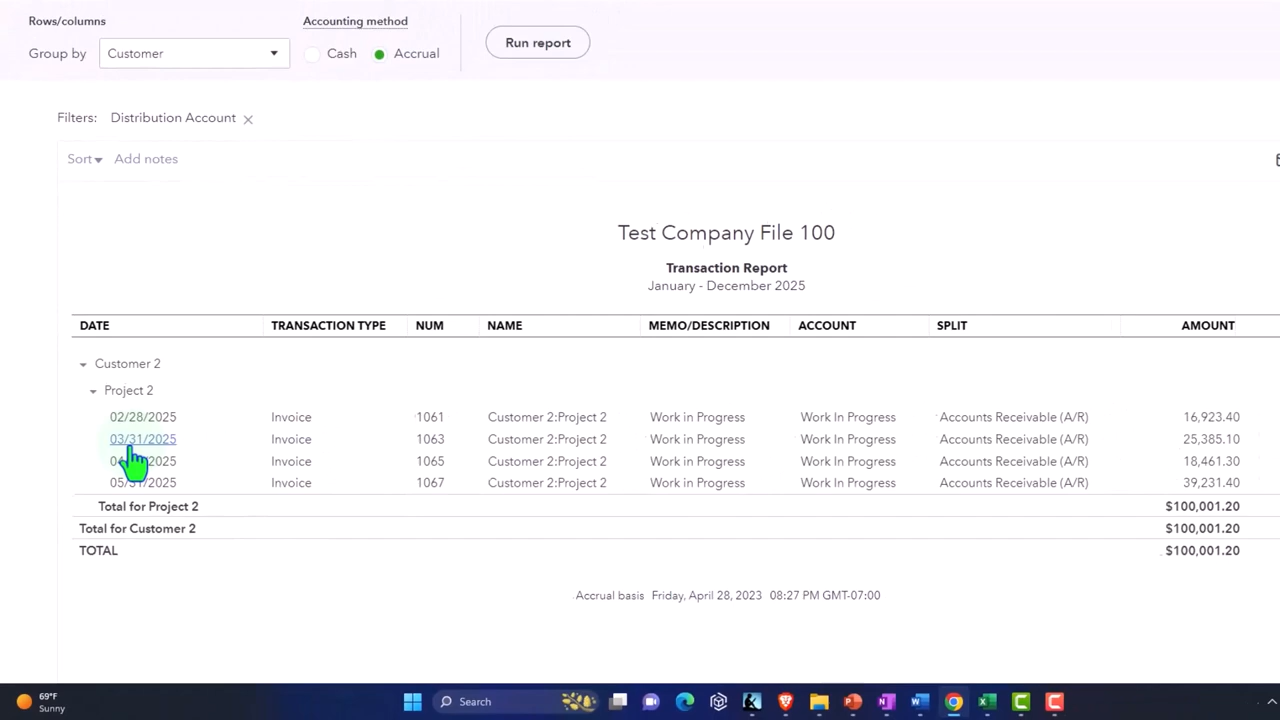 Rows/columns
Accounting method
Group by Customer Cash Accrual Run report
Filters: Distribution Account
Sort Add notes
Test Company File 100
Transaction Report
January - December 2025
DATE TRANSACTION TYPE NUM NAME MEMO/DESCRIPTION ACCOUNT SPLIT AMOUNT
Customer 2
Project 2
02/28/2025 Invoice 1061 Customer 2:Project 2 Work in Progress Work In Progress Accounts Receivable (A/R) 16,923.40
03/31/2025 Invoice 1063 Customer 2:Project 2 Work in Progress Work In Progress Accounts Receivable (A/R) 25,385.10
Invoice 1065 Customer 2:Project 2 Work in Progress Work In Progress Accounts Receivable (A/R) 18,461.30
05/31/2025 Invoice 1067 Customer 2:Project 2 Work in Progress Work In Progress Accounts Receivable (A/R) 39,231.40
Total for Project 2 $100,001.20
Total for Customer 2 $100,001.20
TOTAL $100,001.20
Accrual basis Friday, April 28, 2023 08:27 PM GMT-07:00
69°F
Sunny
Search